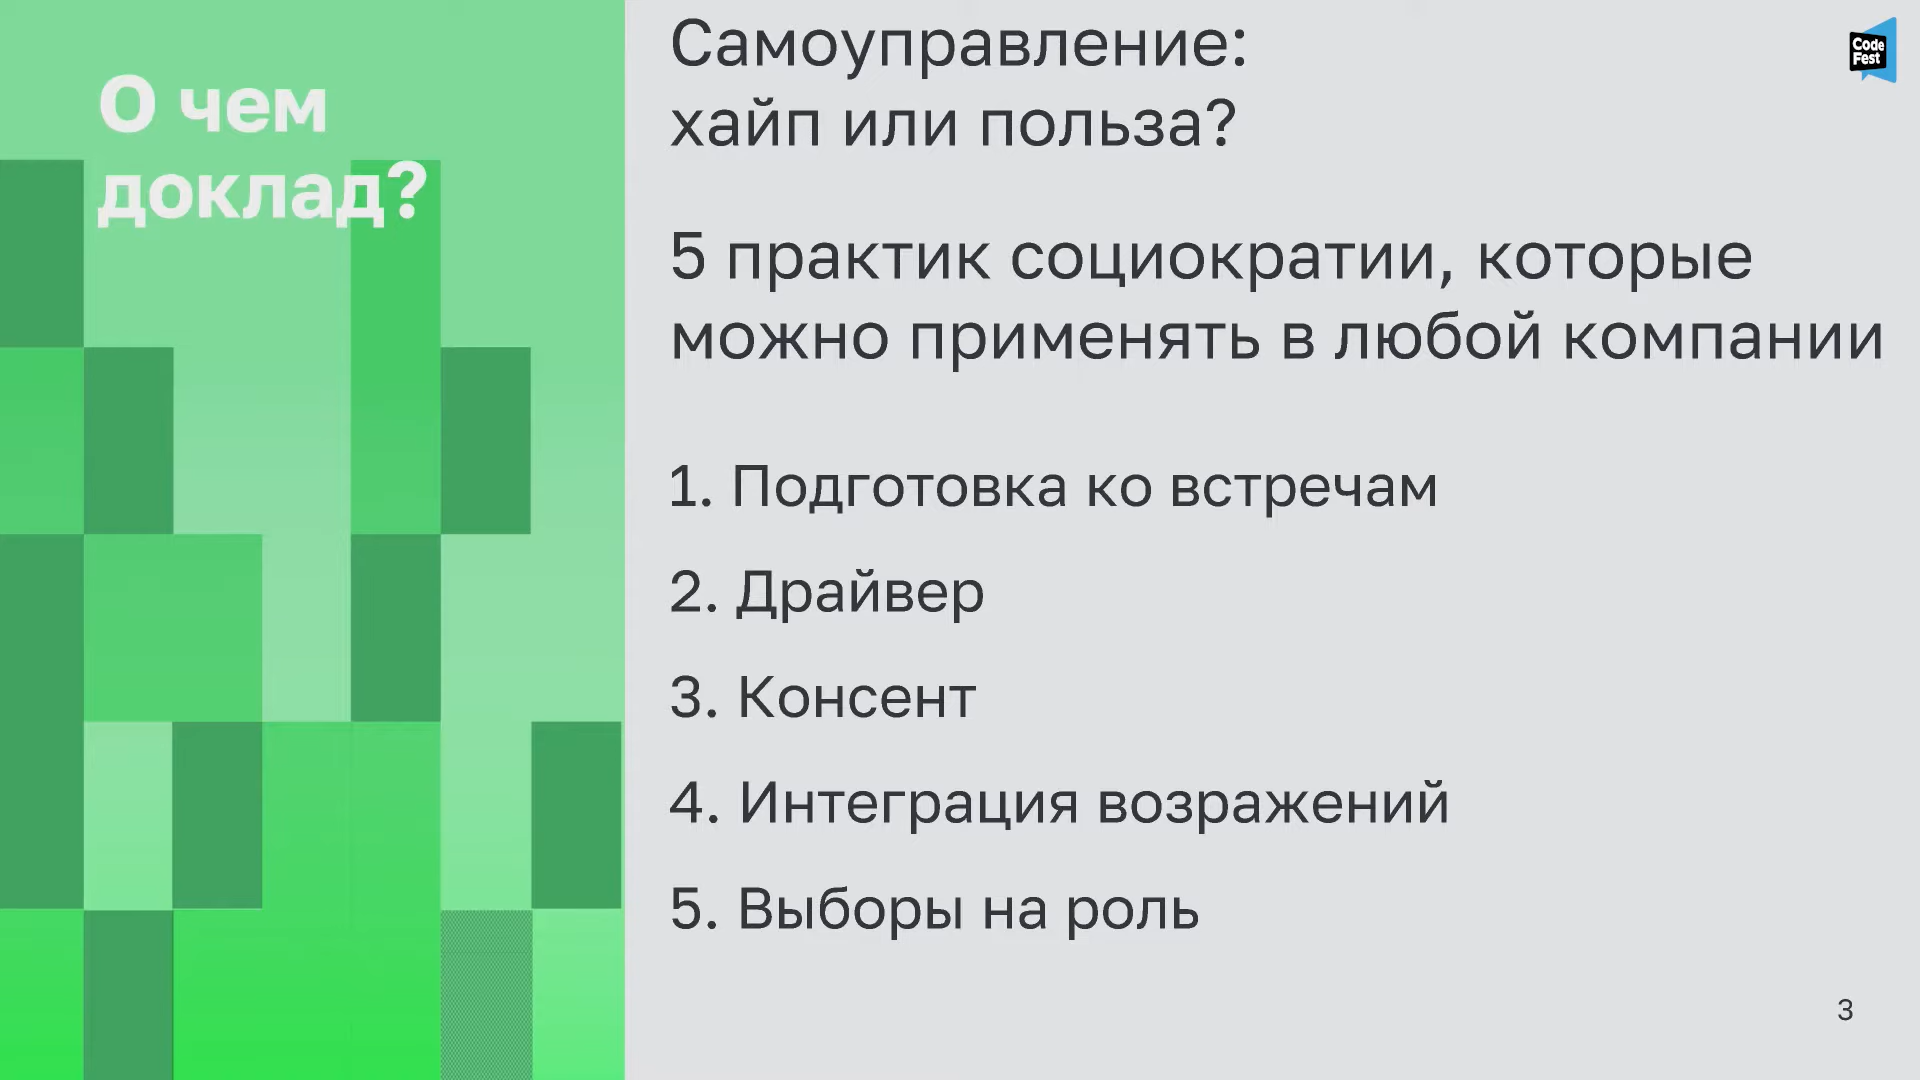 О чем
доклад?
Самоуправление:
хайп или польза?
5 практик социократии, которые
можно применять в любой компании
1. Подготовка ко встречам
2. Драйвер
3. Консент
4. Интеграция возражений
5. Выборы на роль
Code
Fest
3